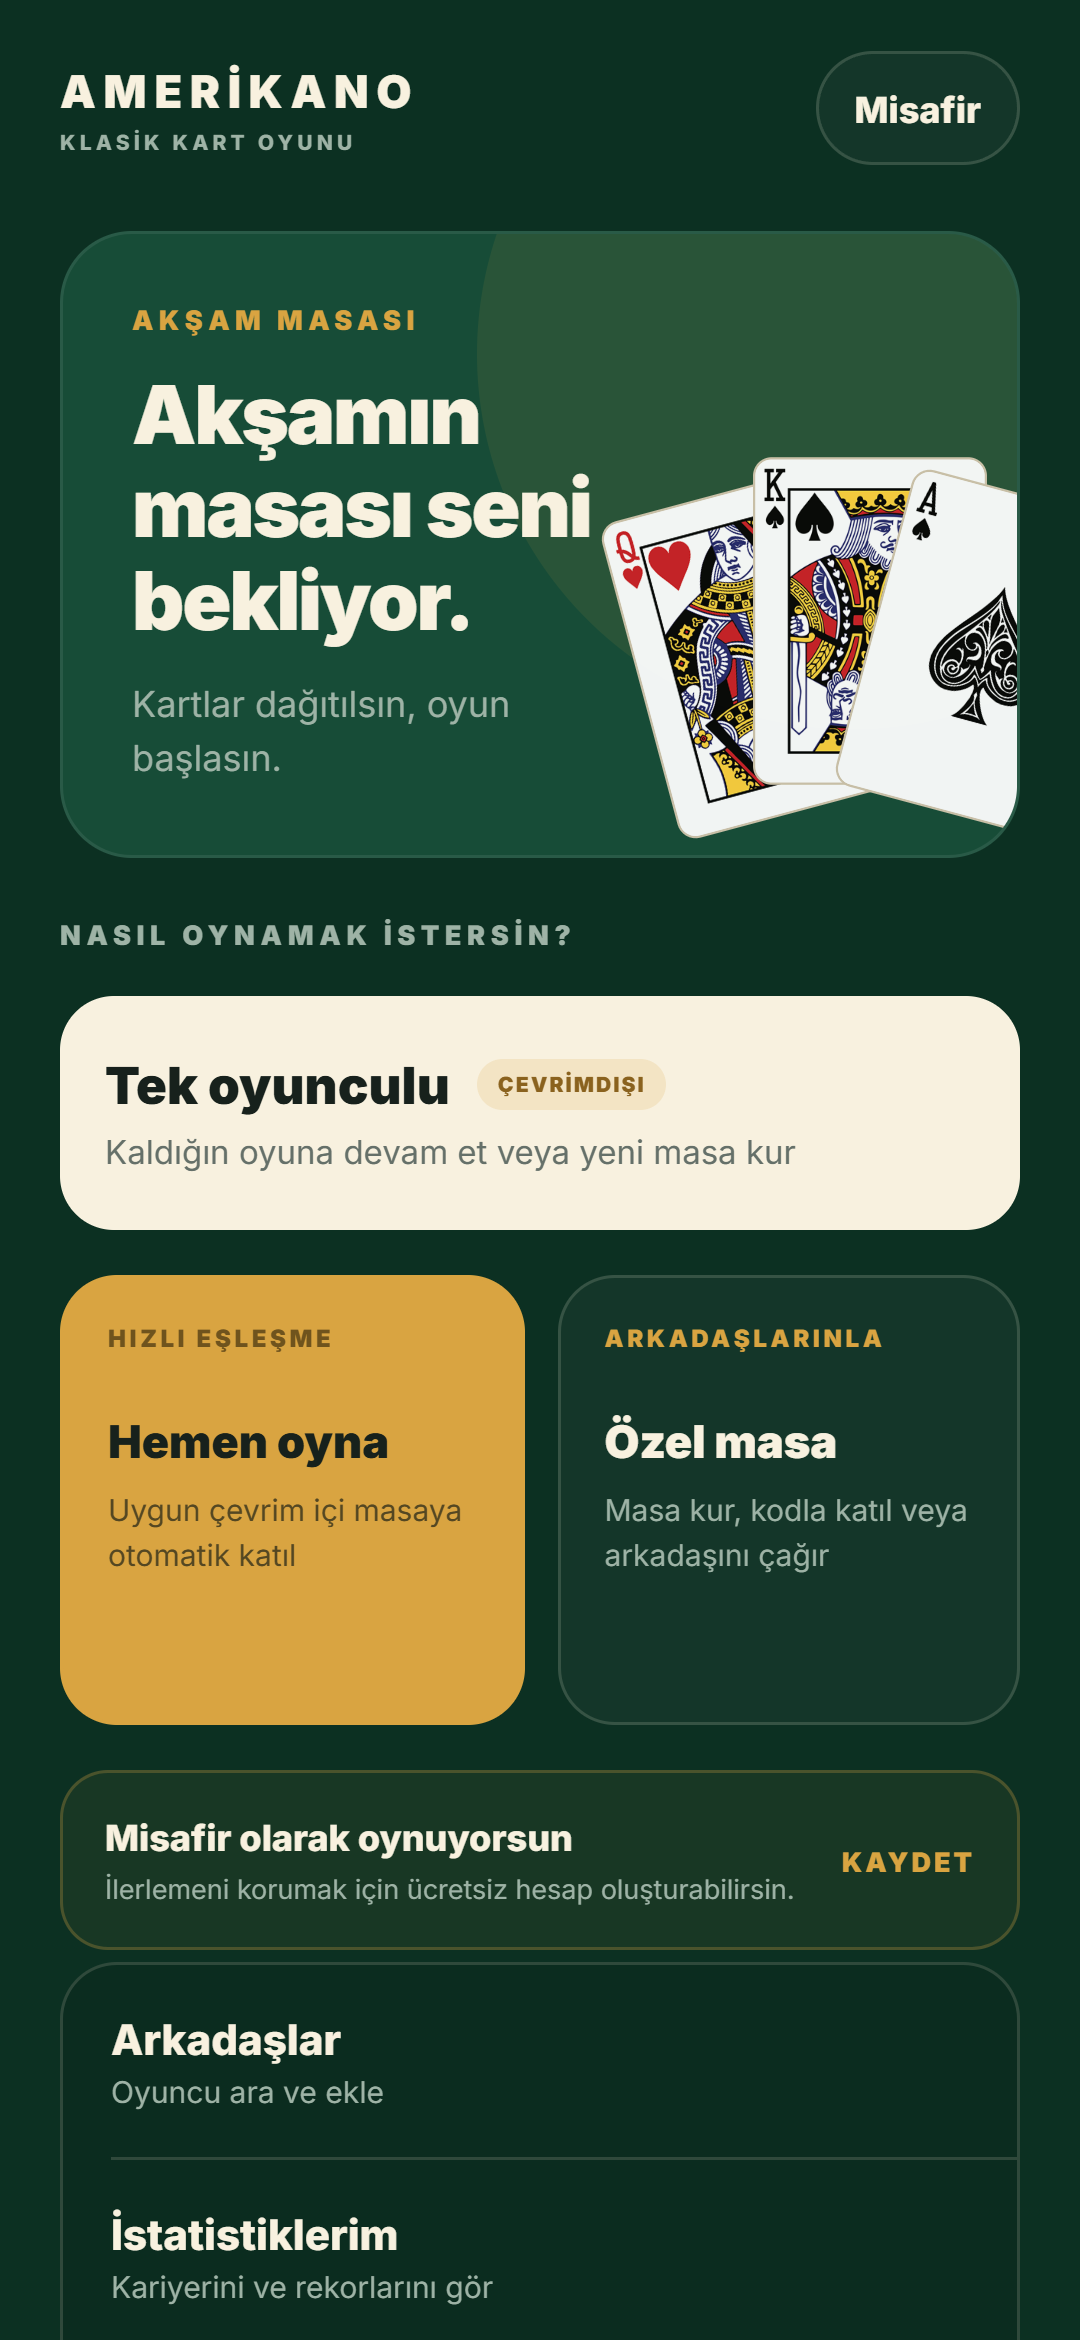 AMERİKANO
KLASİK KART OYUNU
Misafir
AKŞAM MASASI
Akşamın
masası seni
bekliyor.
Kartlar dağıtılsın, oyun
başlasın.
Q
K
A
NASIL OYNAMAK İSTERSİN?
Tek oyunculu
ÇEVRİMDIŞI
Kaldığın oyuna devam et veya yeni masa kur
HIZLI EŞLEŞME
Hemen oyna
Uygun çevrim içi masaya
otomatik katıl
ARKADAŞLARINLA
Özel masa
Masa kur, kodla katıl veya
arkadaşını çağır
Misafir olarak oynuyorsun
İlerlemeni korumak için ücretsiz hesap oluşturabilirsin.
KAYDET
Arkadaşlar
Oyuncu ara ve ekle
İstatistiklerim
Kariyerini ve rekorlarını gör